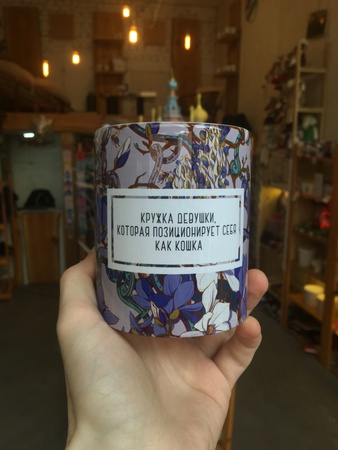 КРУЖКА ДЕВУШКИ,
КОТОРАЯ ПОЗИЦИОНИРУЕТ СЕБЯ
КАК КОШКА